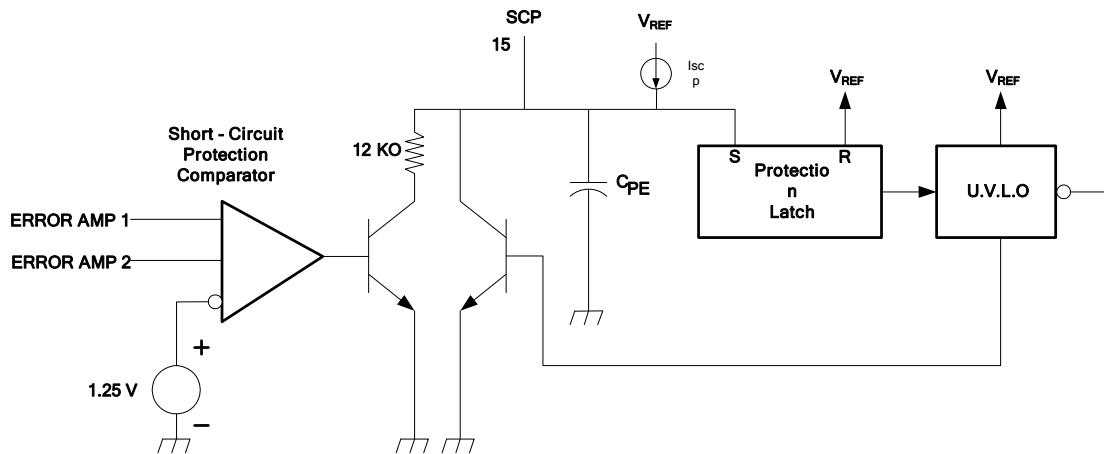 SCP
15
VREF
Isc
p
VREF
VREF
Short - Circuit
Protection
Comparator
12 KO
S
R
Protectio
n
Latch
U.V.L.O
CPE
ERROR AMP 1
ERROR AMP 2
+
1.25 V
–